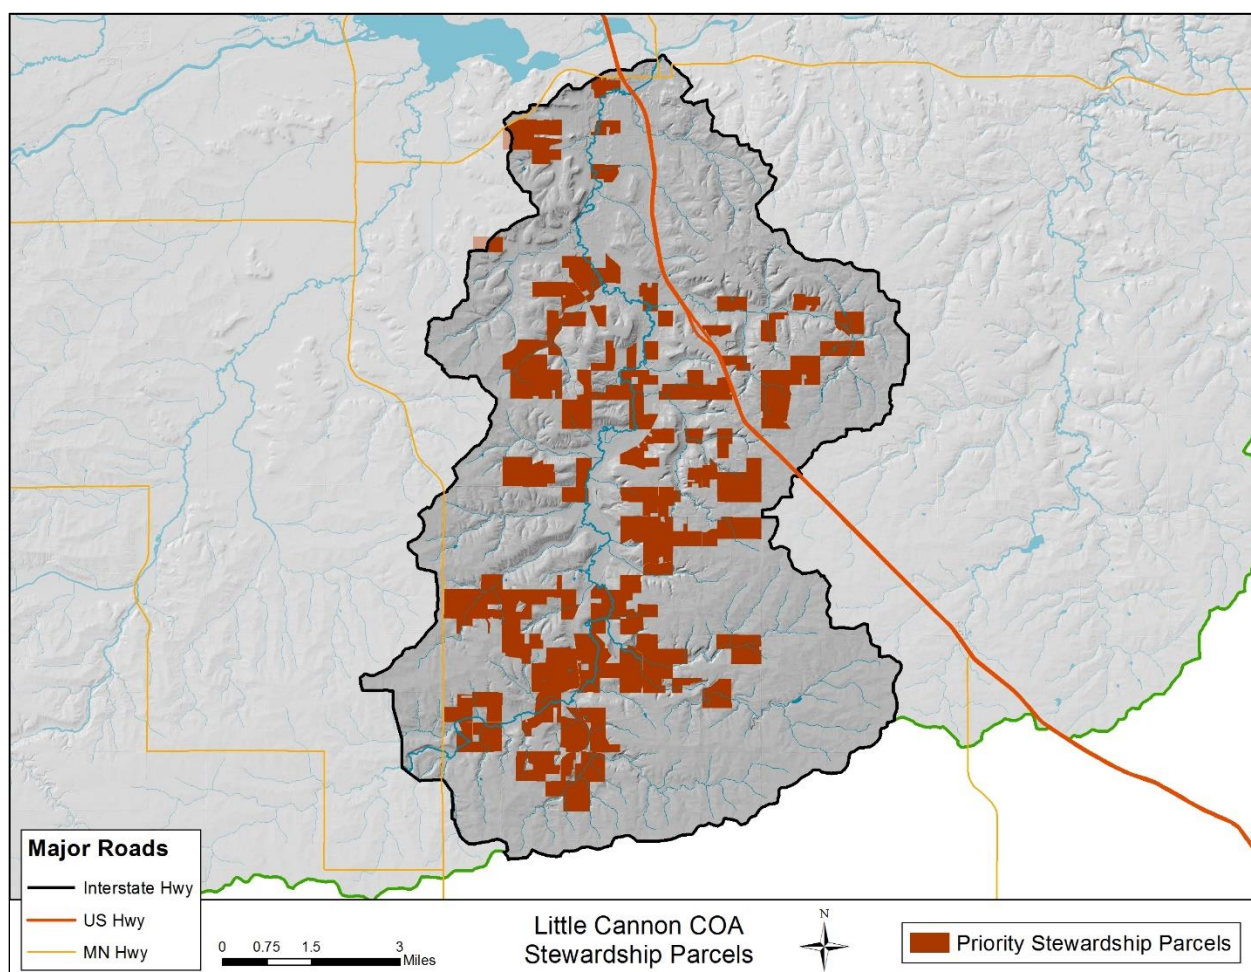 Major Roads
Interstate Hwy
US Hwy
MN Hwy
0 0.75 1.5 3
Miles
Little Cannon COA
Stewardship Parcels
N
Priority Stewardship Parcels